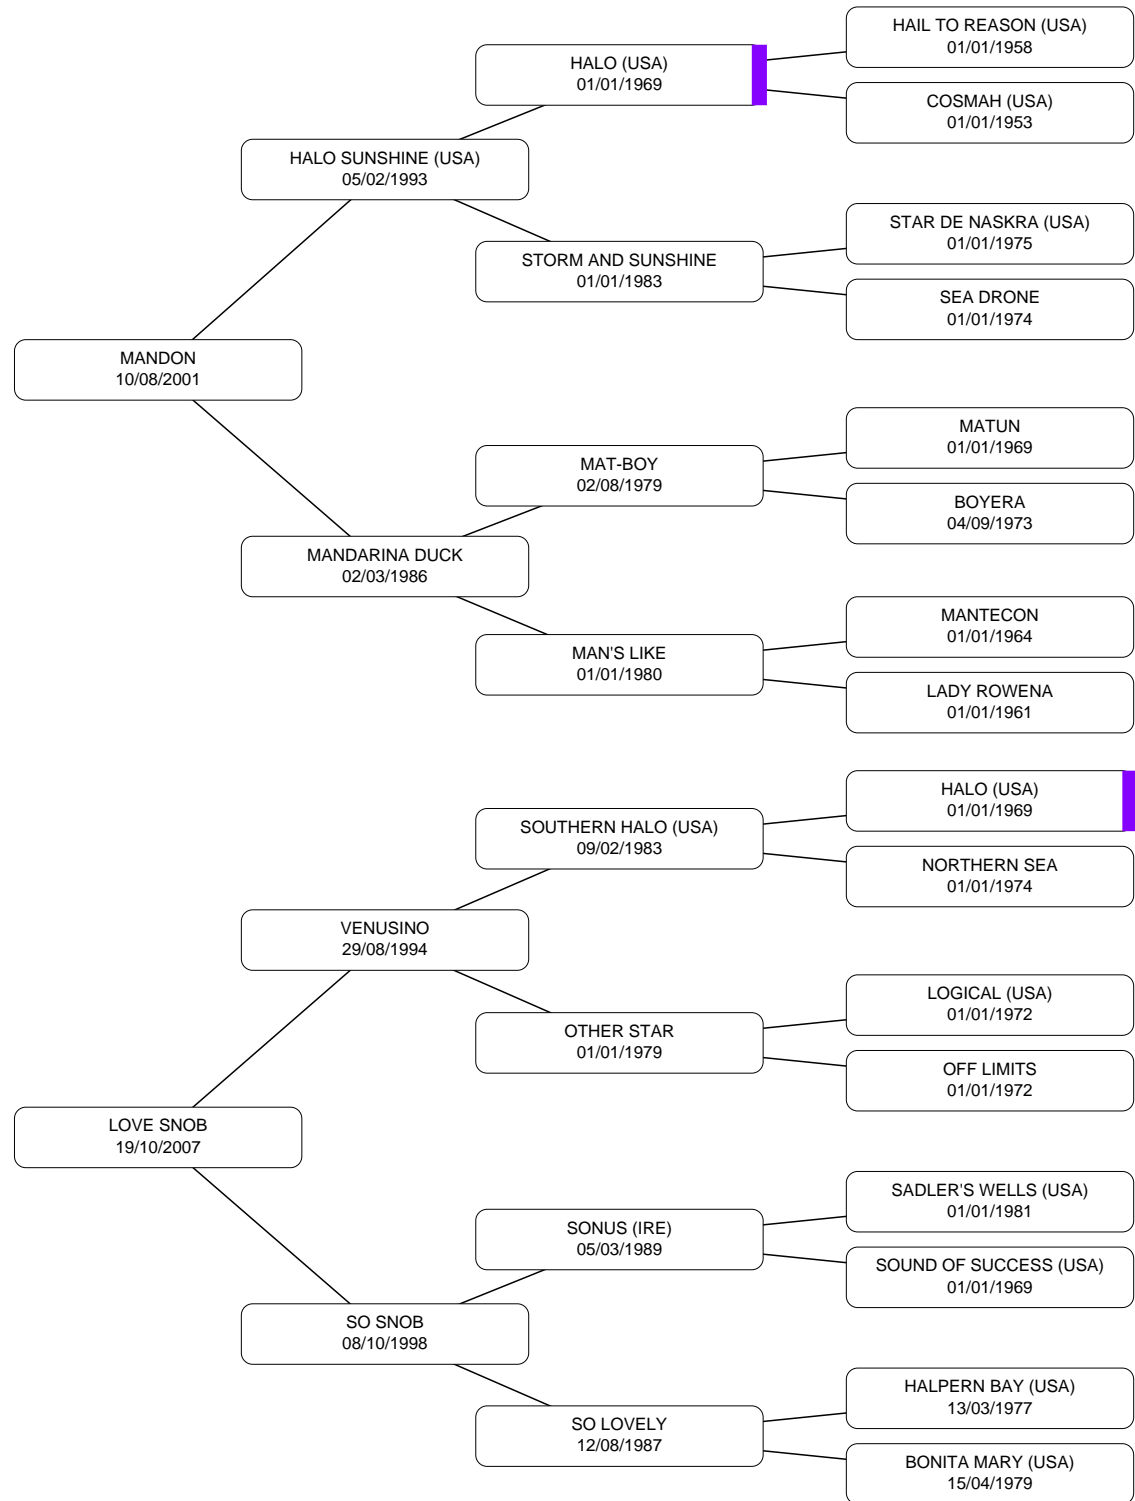 HAIL TO REASON (USA)
01/01/1958
HALO (USA)
01/01/1969
COSMAH (USA)
01/01/1953
HALO SUNSHINE (USA)
05/02/1993
STAR DE NASKRA (USA)
01/01/1975
STORM AND SUNSHINE
01/01/1983
SEA DRONE
01/01/1974
MANDON
10/08/2001
MATUN
01/01/1969
MAT-BOY
02/08/1979
BOYERA
04/09/1973
MANDARINA DUCK
02/03/1986
MANTECON
01/01/1964
MAN'S LIKE
01/01/1980
LADY ROWENA
01/01/1961
HALO (USA)
01/01/1969
SOUTHERN HALO (USA)
09/02/1983
NORTHERN SEA
01/01/1974
VENUSINO
29/08/1994
LOGICAL (USA)
01/01/1972
OTHER STAR
01/01/1979
OFF LIMITS
01/01/1972
LOVE SNOB
19/10/2007
SADLER'S WELLS (USA)
01/01/1981
SONUS (IRE)
05/03/1989
SOUND OF SUCCESS (USA)
01/01/1969
SO SNOB
08/10/1998
HALPERN BAY (USA)
13/03/1977
SO LOVELY
12/08/1987
BONITA MARY (USA)
15/04/1979